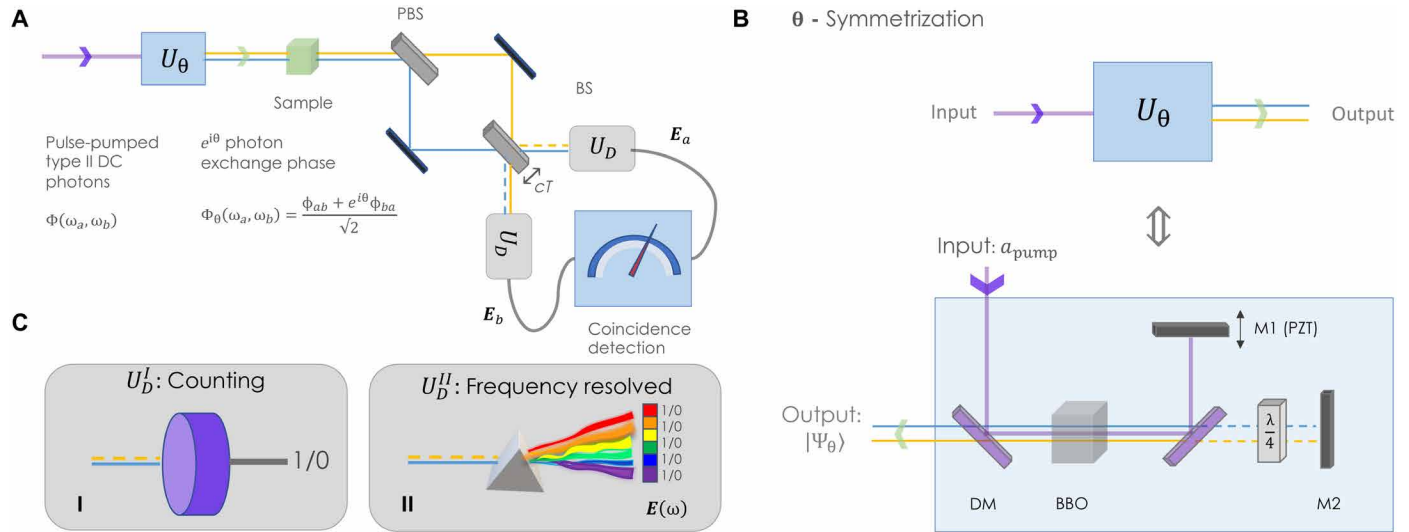 A
PBS
U_θ
Sample
BS
Pulse-pumped
type II DC
photons
Φ(ω_a, ω_b)
e^{iθ} photon
exchange phase
Φ_θ(ω_a, ω_b) = (ϕ_ab + e^{iθ}ϕ_ba)/√2
U_D
E_a
cT
U_D
E_b
Coincidence
detection
B
θ - Symmetrization
Input
U_θ
Output
Input: a_pump
M1 (PZT)
Output:
|Ψ_θ⟩
λ/4
DM
BBO
M2
C
U_D^I: Counting
1/0
I
U_D^II: Frequency resolved
1/0
1/0
1/0
1/0
1/0
1/0
II
E(ω)